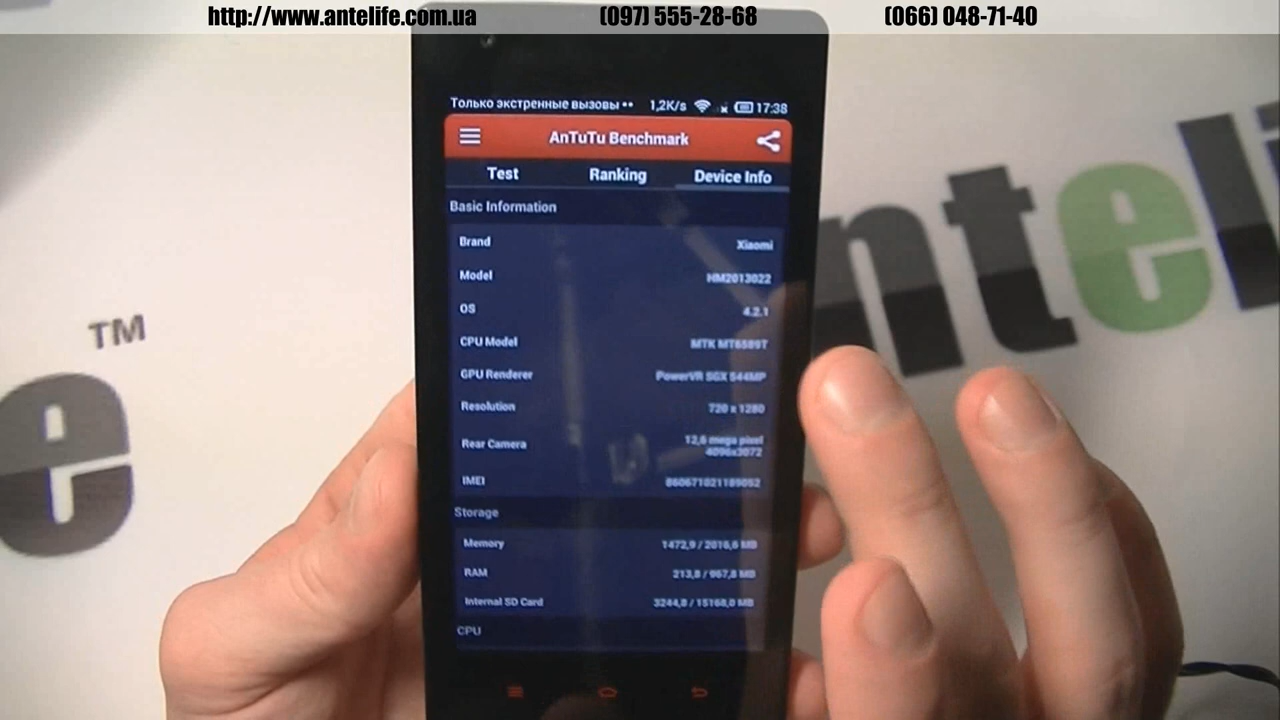 http://www.antelife.com.ua (097) 555-28-68 (066) 048-71-40
Только экстренные вызовы •• 1,2K/s 17:38
AnTuTu Benchmark
Test Ranking Device Info
Basic Information
Brand Xiaomi
Model HM2013022
OS 4.2.1
CPU Model MTK MT6589T
GPU Renderer PowerVR SGX 544MP
Resolution 720 x 1280
Rear Camera 12,6 mega pixel
4096x3072
IMEI 860671021189052
Storage
Memory 1472,9 / 2016,6 MB
RAM 213,8 / 967,8 MB
Internal SD Card 3244,8 / 15168,0 MB
CPU
TM
e
nteli